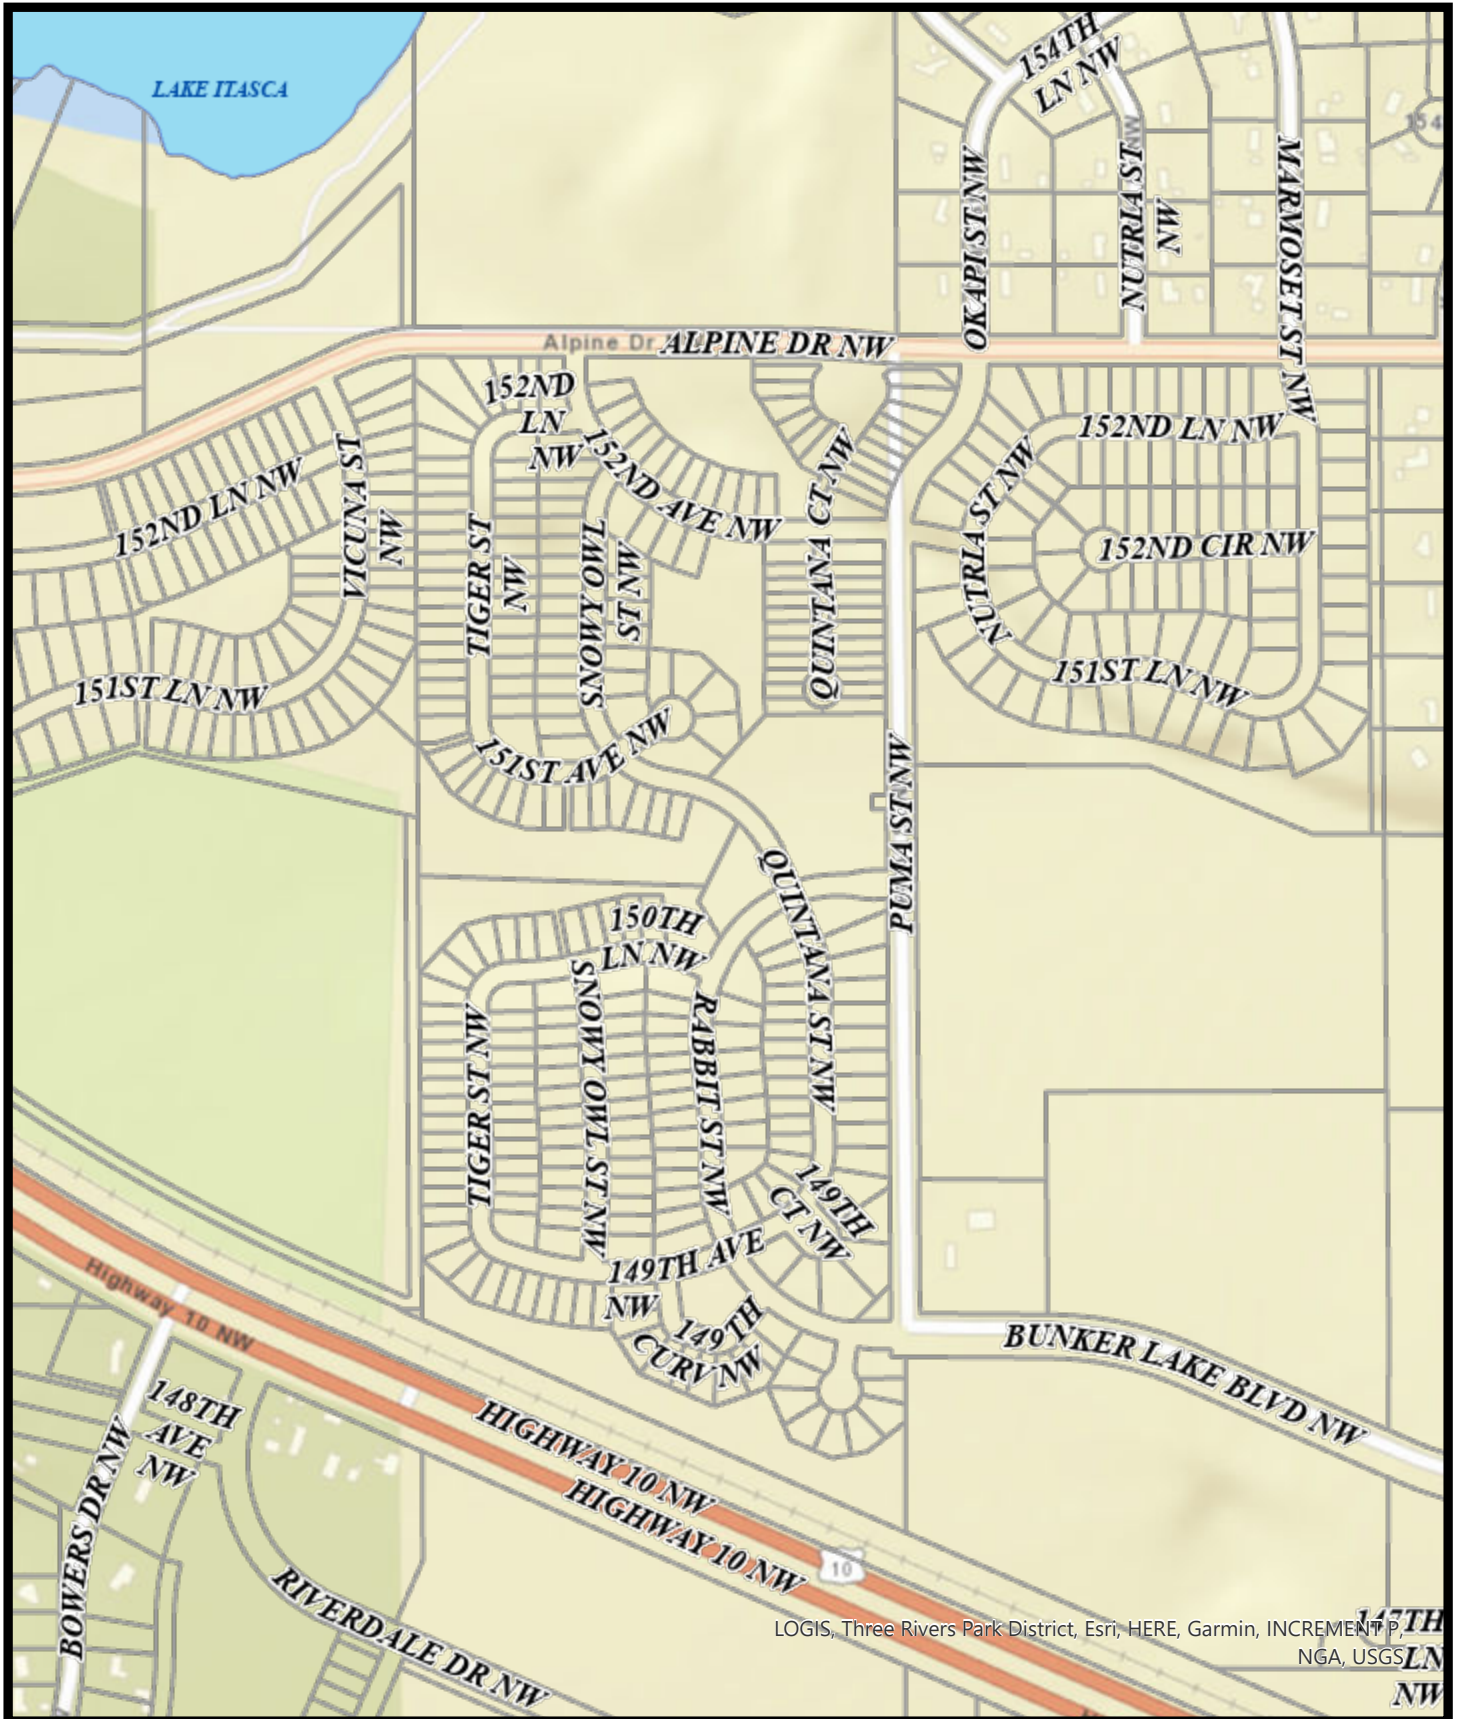 154TH
LN NW
LAKE ITASCA
154
OKAPI ST NW
NUTRIA ST
NW
NW
MARMOSET ST NW
Alpine Dr
ALPINE DR NW
152ND
LN
NW
152ND LN NW
152ND LN NW
VICUNA ST
NW
152ND AVE NW
QUINTANA CT NW
NUTRIA ST NW
152ND CIR NW
TIGER ST
NW
SNOWY OWL
ST NW
151ST LN NW
151ST LN NW
151ST AVE NW
PUMA ST NW
QUINTANA ST NW
150TH
LN NW
TIGER ST NW
SNOWY OWL ST NW
RABBIT ST NW
149TH
CT NW
149TH AVE
NW
149TH
CURV NW
Highway 10 NW
BUNKER LAKE BLVD NW
148TH
AVE
NW
BOWERS DR NW
HIGHWAY 10 NW
HIGHWAY 10 NW
10
RIVERDALE DR NW
147TH
LN
NW
LOGIS, Three Rivers Park District, Esri, HERE, Garmin, INCREMENT P,
NGA, USGS